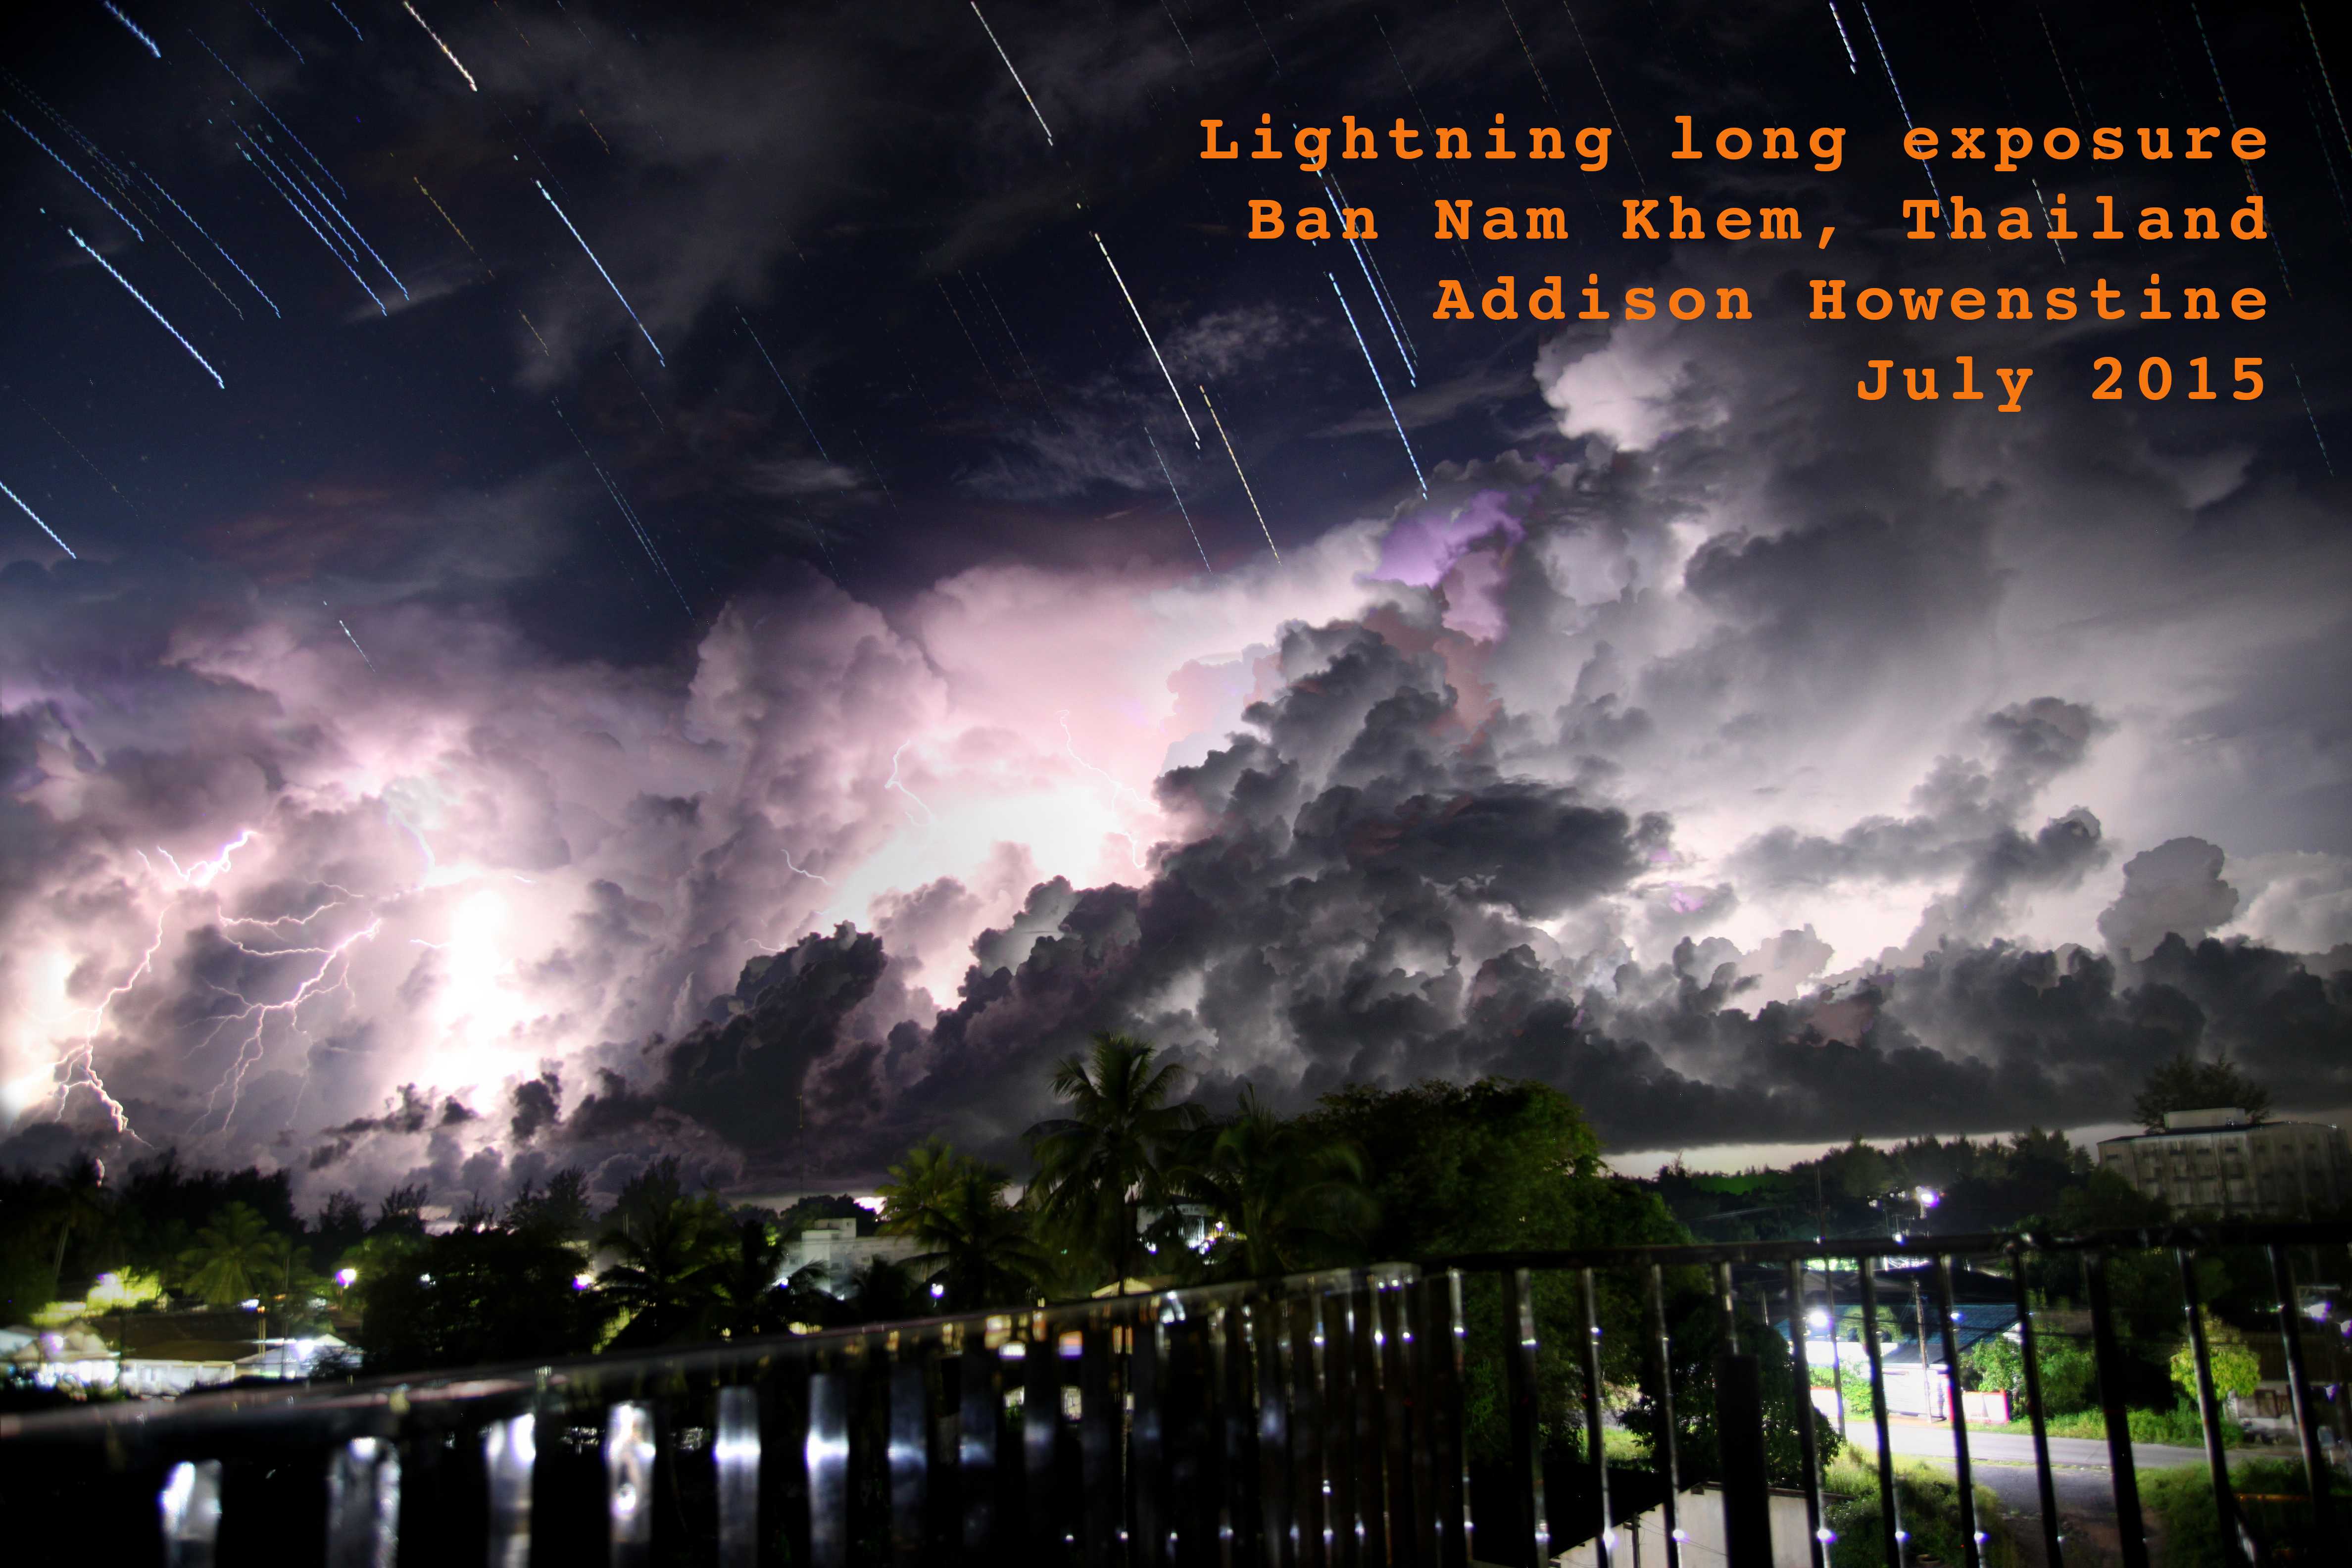 Lightning long exposure
Ban Nam Khem, Thailand
Addison Howenstine
July 2015